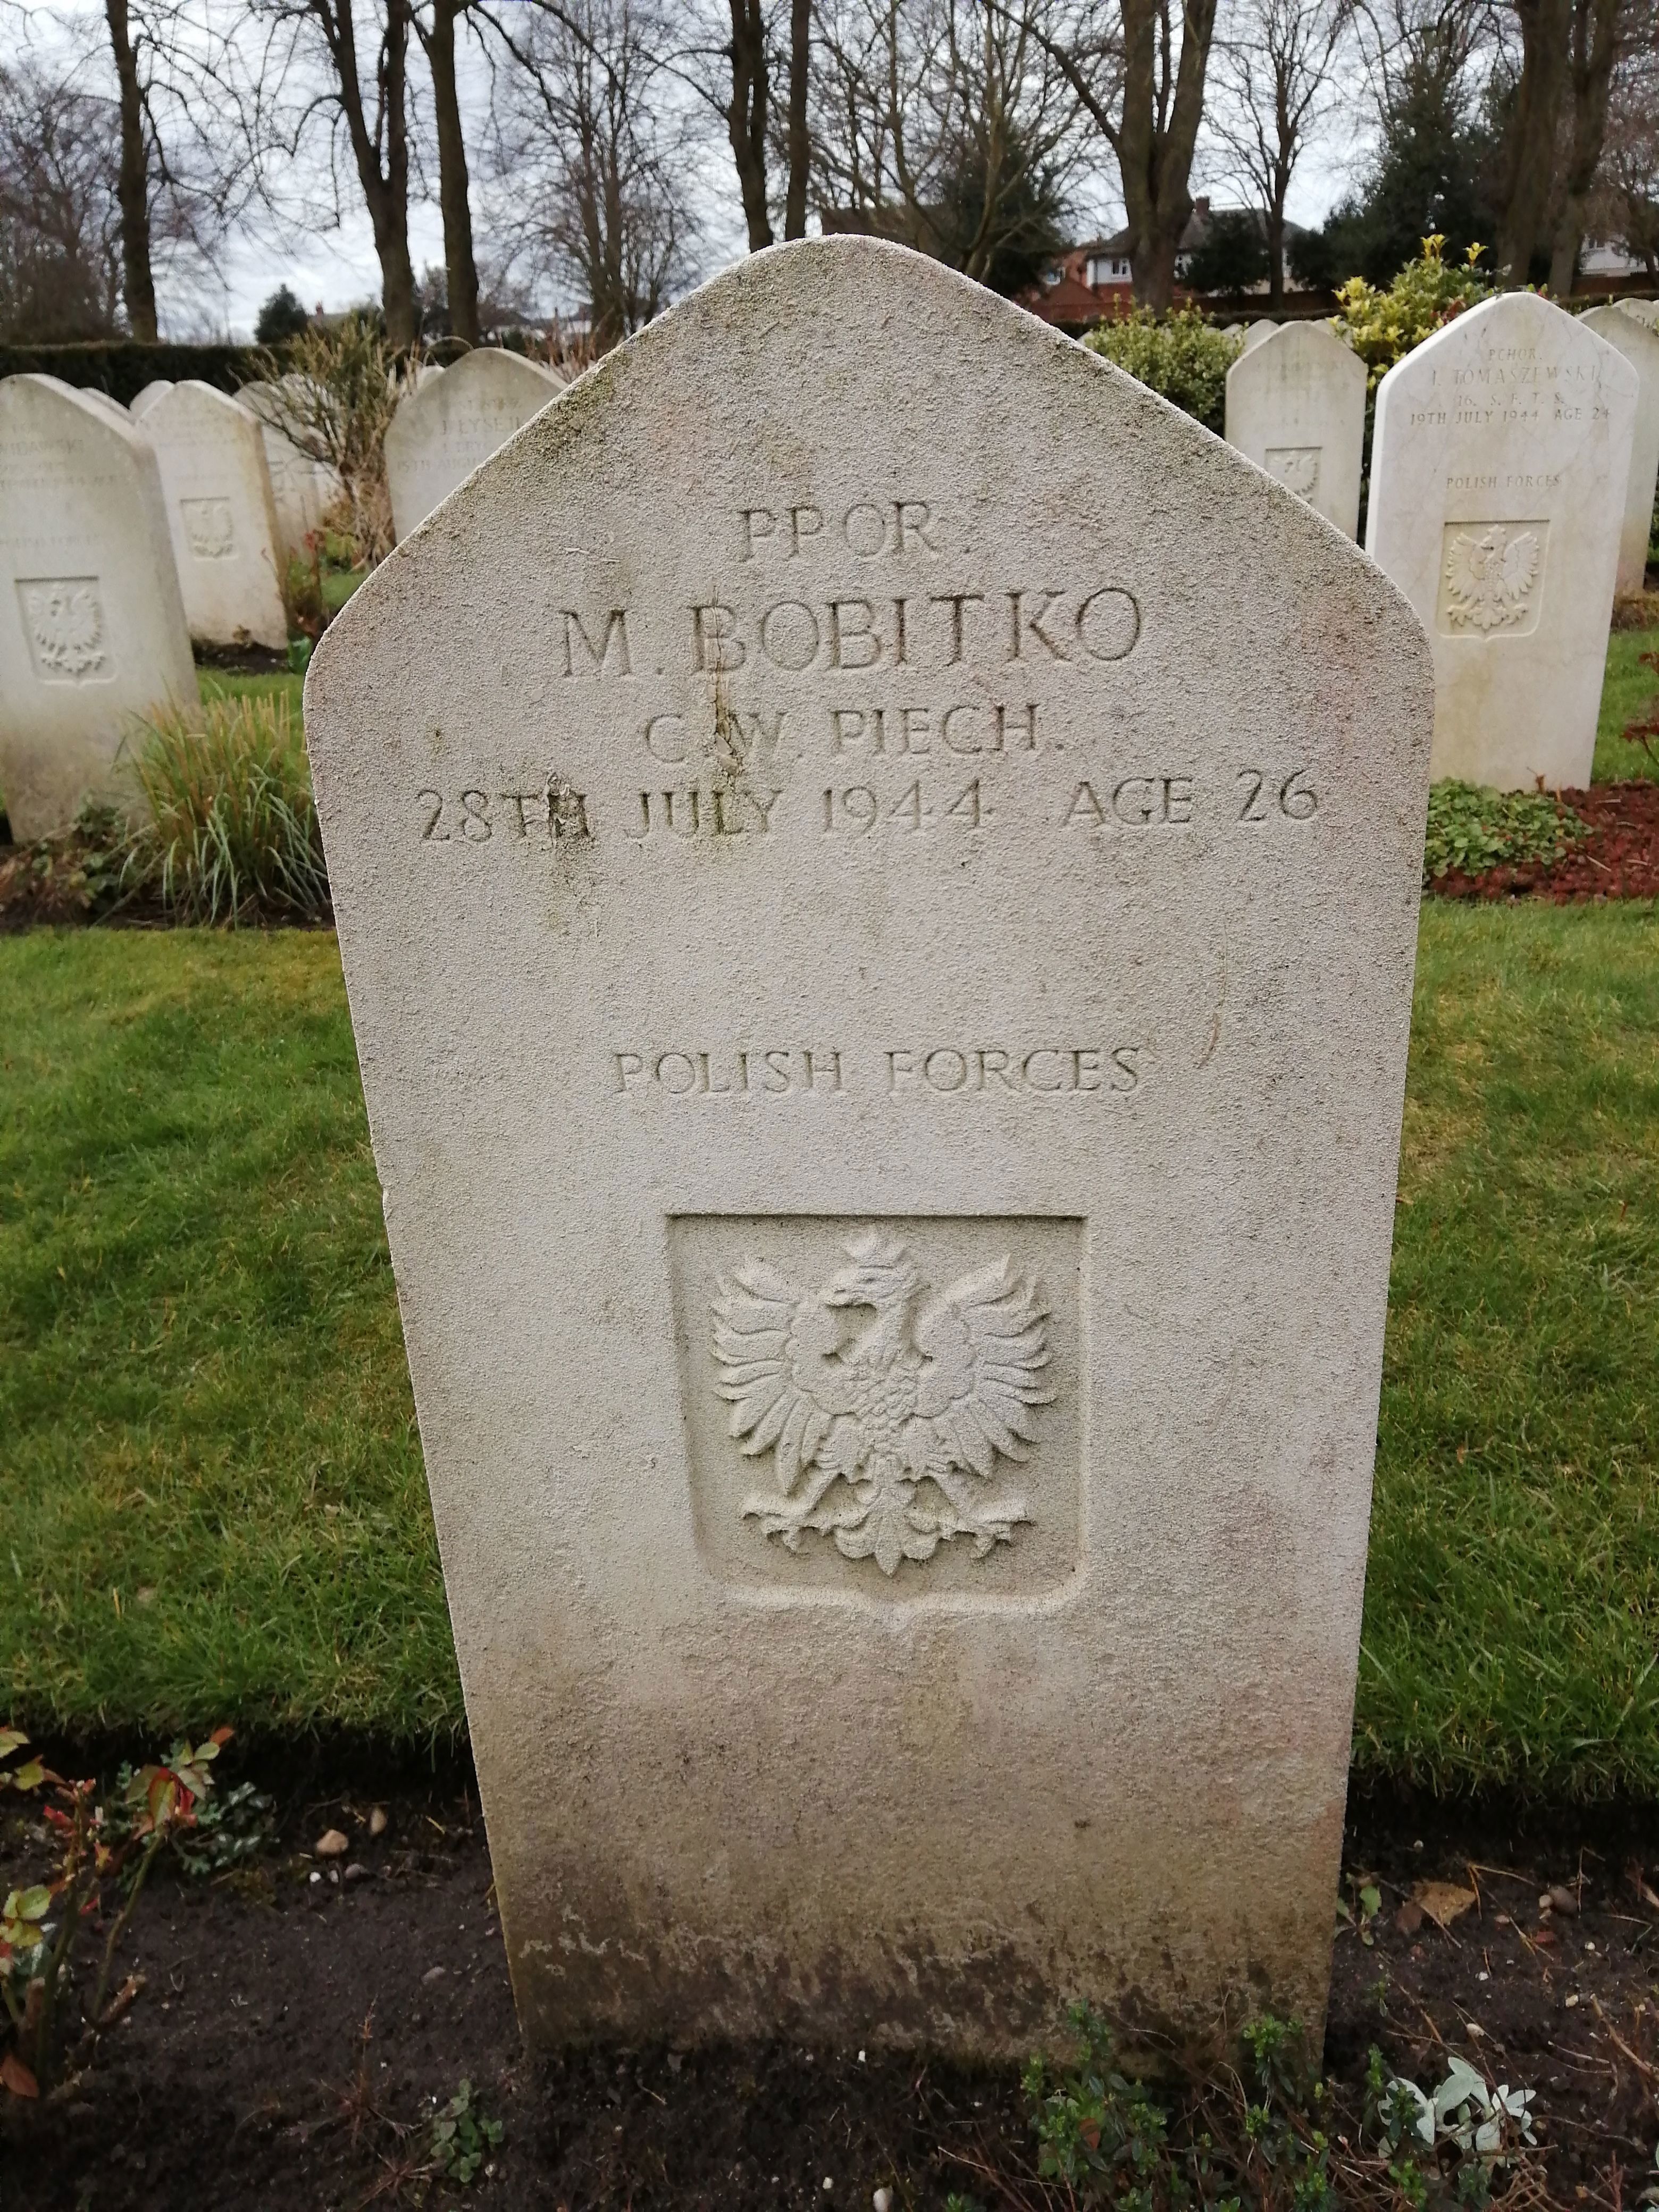 PPOR.
M. BOBITKO
C.W. PIECH.
28TH JULY 1944 AGE 26
POLISH FORCES
PCHOR.
I. TOMASZEWSKI
16. S.F.T.S.
19TH JULY 1944 AGE 24
POLISH FORCES